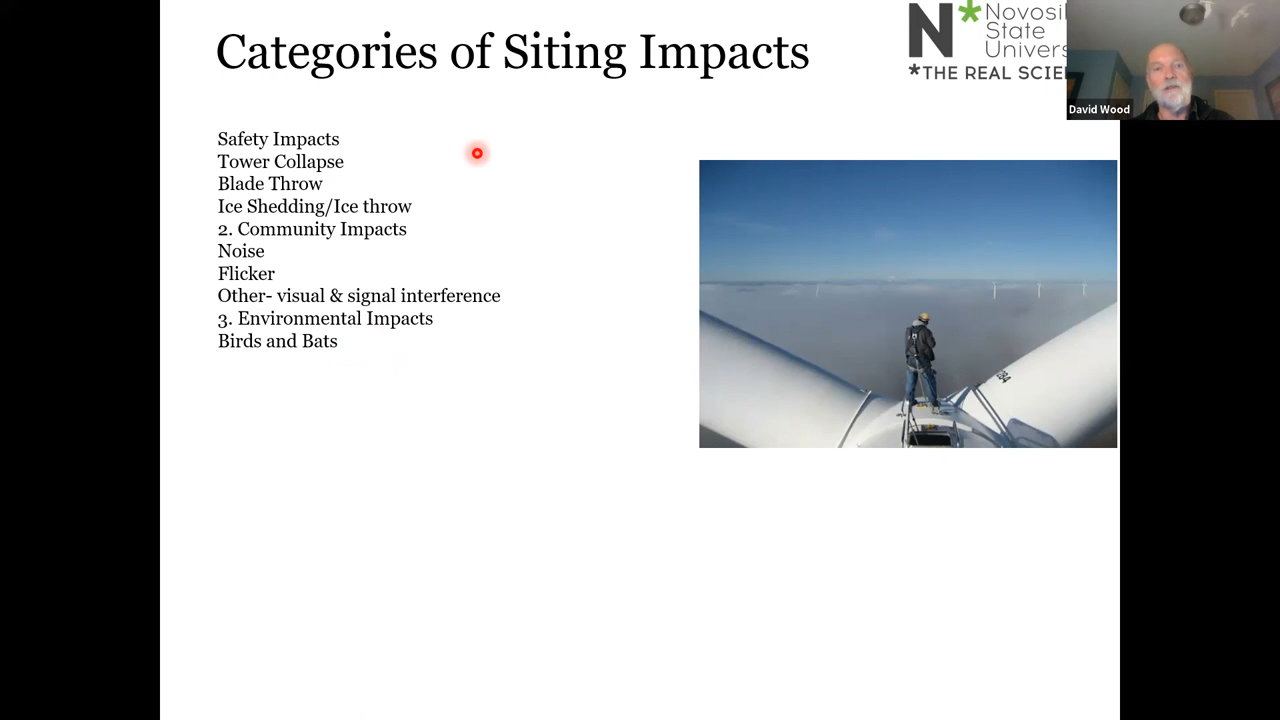 Categories of Siting Impacts
N*
State
*THE REAL
David Wood
Safety Impacts
Tower Collapse
Blade Throw
Ice Shedding/Ice throw
2. Community Impacts
Noise
Flicker
Other- visual & signal interference
3. Environmental Impacts
Birds and Bats